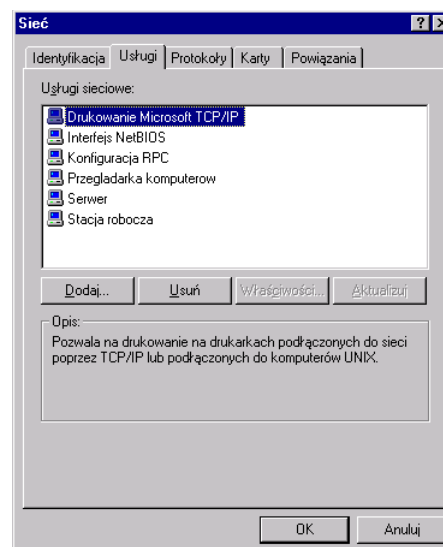 Sieć
Identyfikacja Usługi Protokoły Karty Powiązania
Usługi sieciowe:
Drukowanie Microsoft TCP/IP
Interfejs NetBIOS
Konfiguracja RPC
Przegladarka komputerow
Serwer
Stacja robocza
Dodaj... Usuń Właściwości... Aktualizuj
Opis:
Pozwala na drukowanie na drukarkach podłączonych do sieci
poprzez TCP/IP lub podłączonych do komputerów UNIX.
OK Anuluj